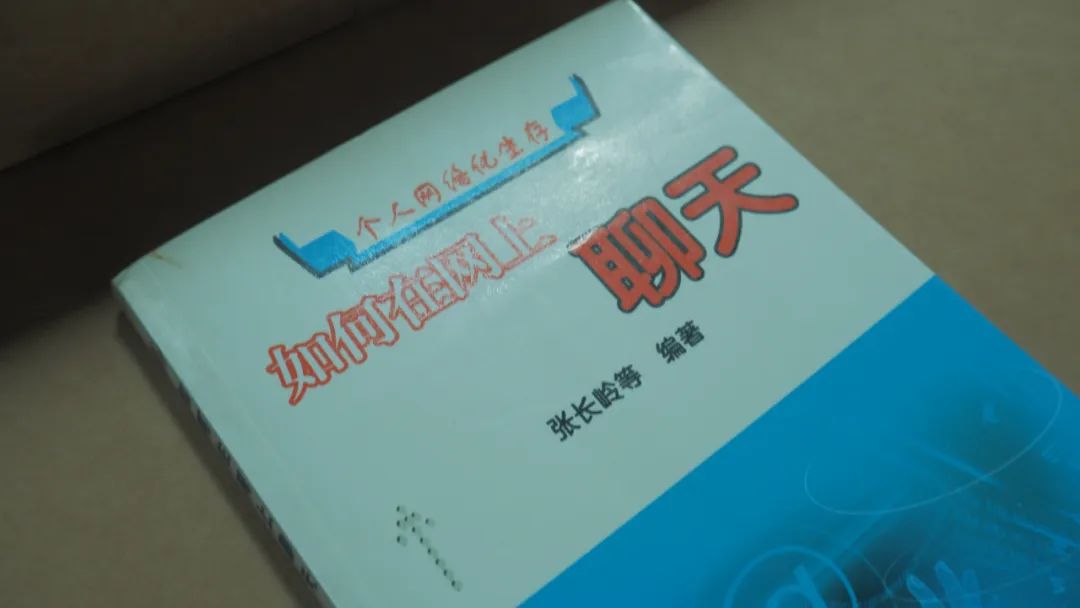 个人网络化生存
如何在网上 聊天
张长岭等 编著